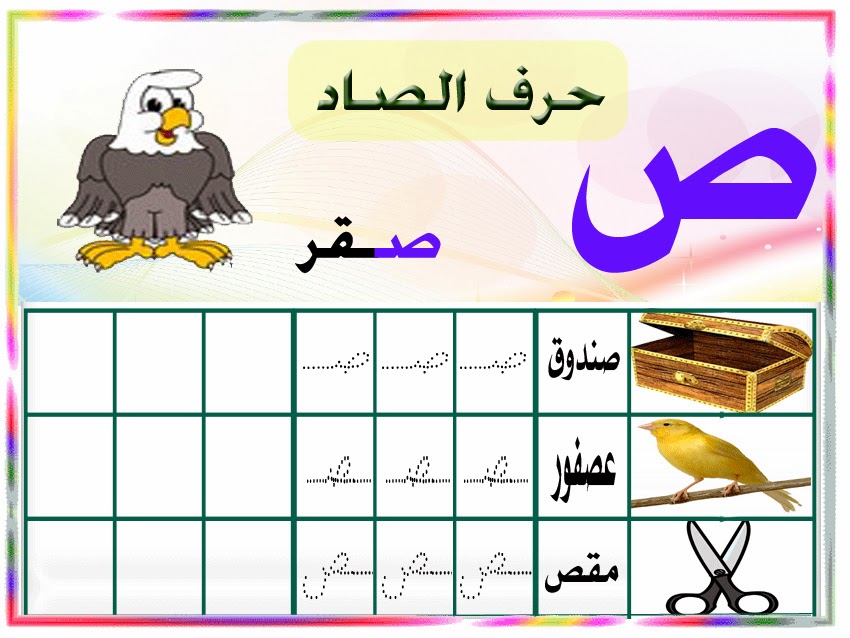 حرف الصاد
ص
صقر
صندوق صـ صـ صـ
عصفور ـصـ ـصـ ـصـ
مقص ـص ـص ـص